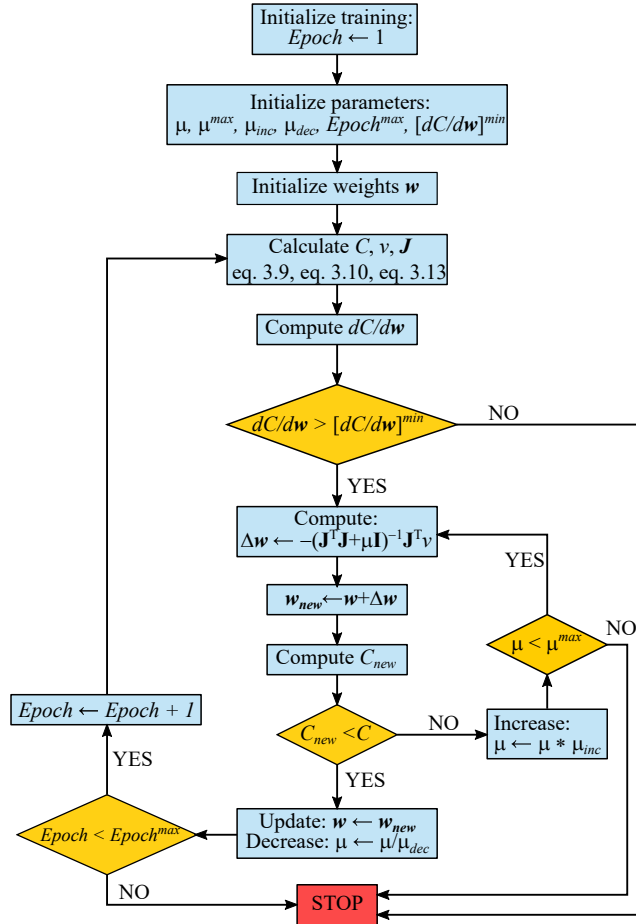 Initialize training:
Epoch ← 1
Initialize parameters:
μ, μ^max, μ_inc, μ_dec, Epoch^max, [dC/dw]^min
Initialize weights w
Calculate C, v, J
eq. 3.9, eq. 3.10, eq. 3.13
Compute dC/dw
dC/dw > [dC/dw]^min
NO
YES
Compute:
Δw ← −(J^TJ+μI)^−1J^Tv
YES
w_new←w+Δw
μ < μ^max
NO
Compute C_new
Epoch ← Epoch + 1
C_new <C
NO
Increase:
μ ← μ * μ_inc
YES
YES
Epoch < Epoch^max
Update: w ← w_new
Decrease: μ ← μ/μ_dec
NO
STOP